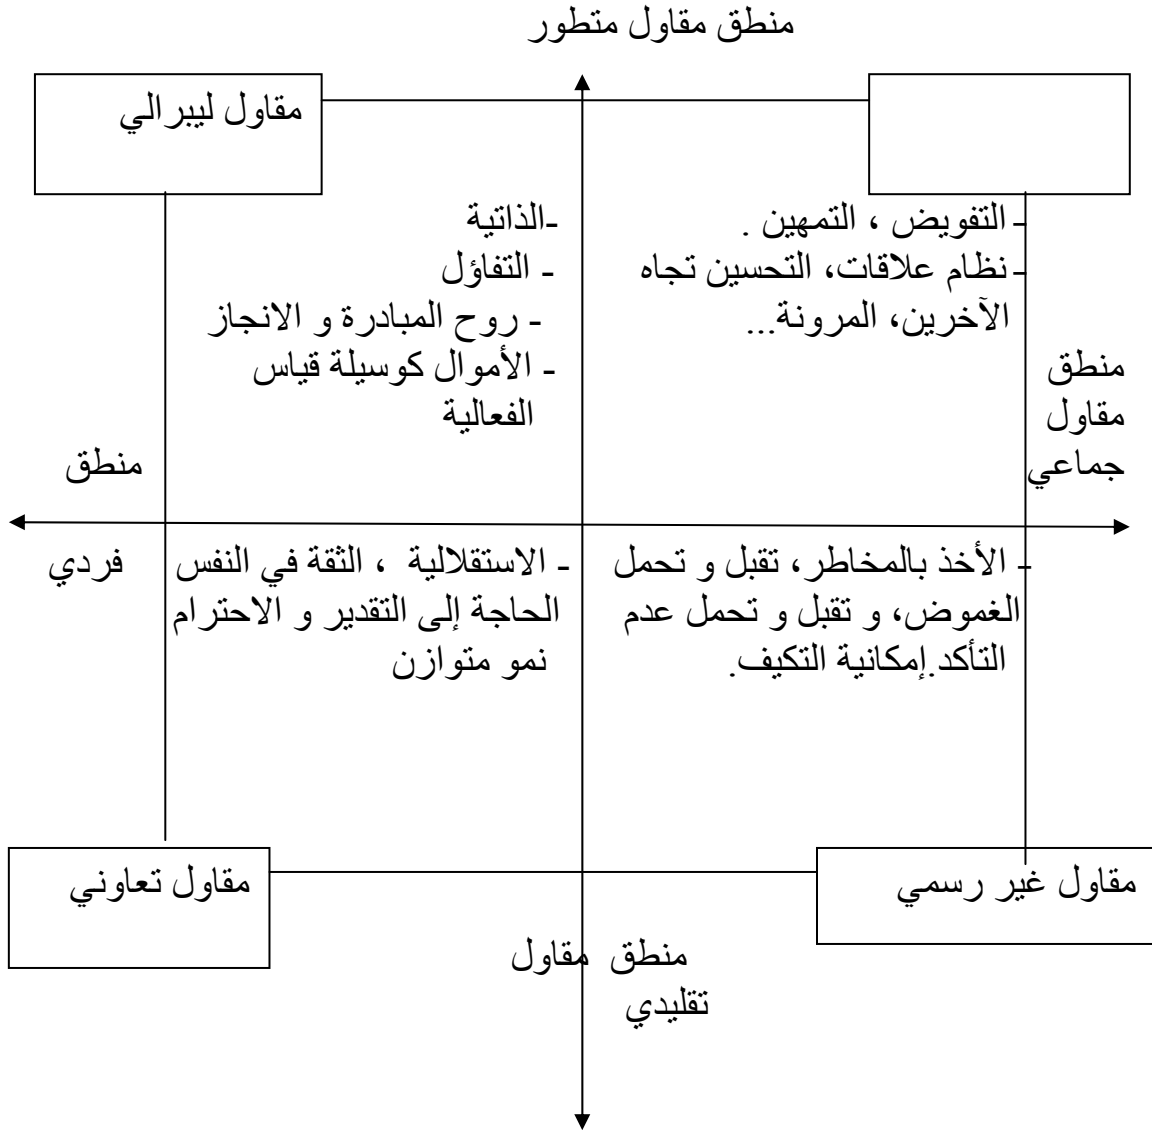 منطق مقاول متطور
مقاول ليبرالي
- التفويض ، التمهين .
- نظام علاقات، التحسين تجاه
الآخرين، المرونة...
-الذاتية
- التفاؤل
- روح المبادرة و الانجاز
- الأموال كوسيلة قياس
الفعالية
منطق
مقاول
جماعي
منطق
فردي
- الأخذ بالمخاطر، تقبل و تحمل
الغموض، و تقبل و تحمل عدم
التأكد.إمكانية التكيف.
- الاستقلالية ، الثقة في النفس
الحاجة إلى التقدير و الاحترام
نمو متوازن
مقاول غير رسمي
مقاول تعاوني
منطق مقاول
تقليدي